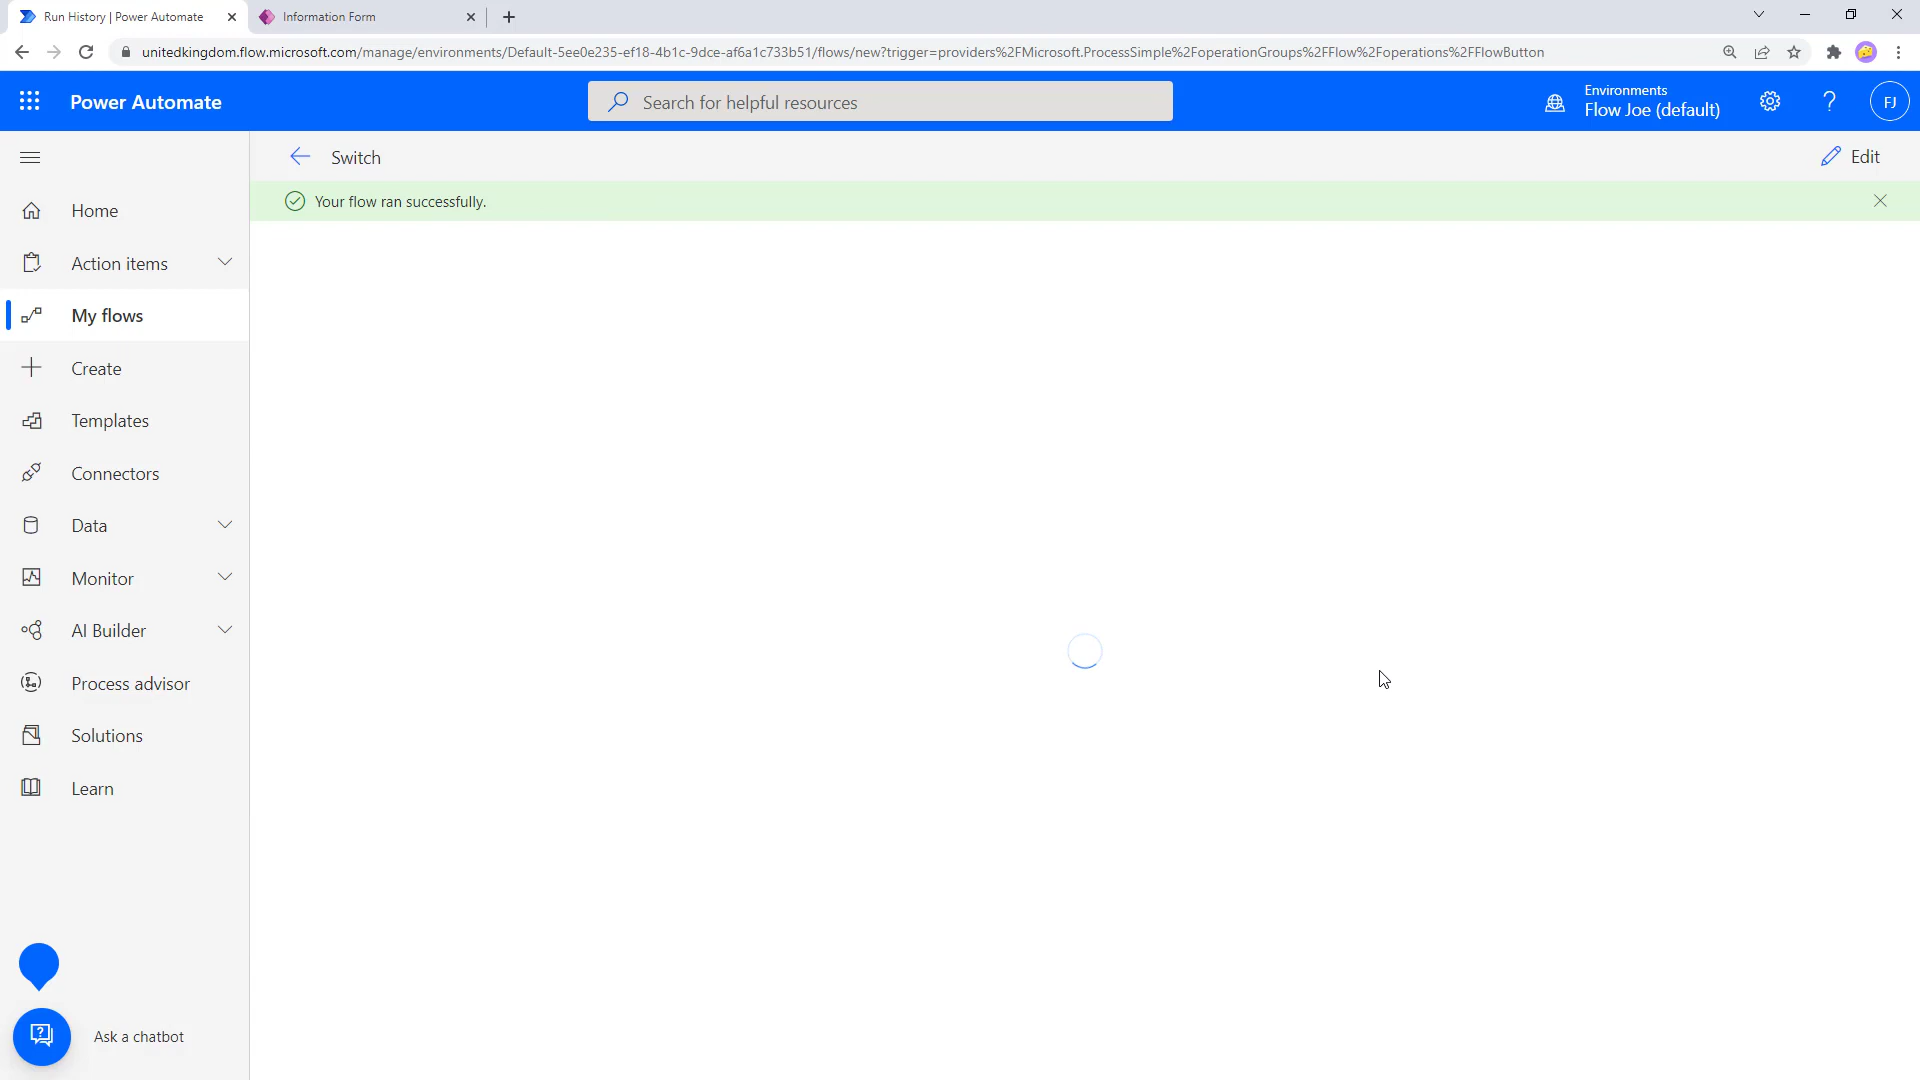 Run History | Power Automate
Information Form
unitedkingdom.flow.microsoft.com/manage/environments/Default-5ee0e235-ef18-4b1c-9dce-af6a1c733b51/flows/new?trigger=providers%2FMicrosoft.ProcessSimple%2FoperationGroups%2FFlow%2Foperations%2FFlowButton
Power Automate
Search for helpful resources
Environments
Flow Joe (default)
?
FJ
Switch
Edit
Your flow ran successfully.
Home
Action items
My flows
Create
Templates
Connectors
Data
Monitor
AI Builder
Process advisor
Solutions
Learn
Ask a chatbot